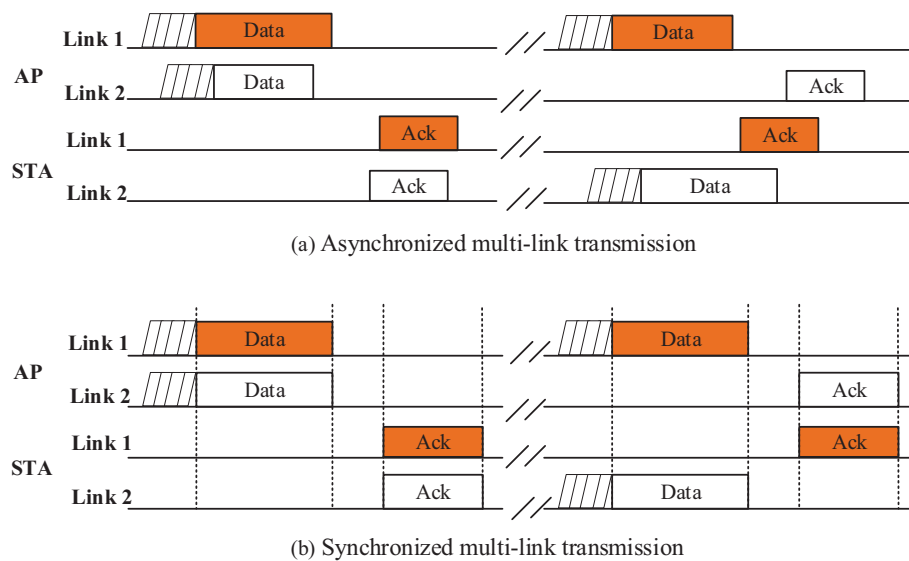 Link 1 Data Data
AP
Link 2 Data Ack
Link 1 Ack Ack
STA
Link 2 Ack Data
(a) Asynchronized multi-link transmission
Link 1 Data Data
AP
Link 2 Data Ack
Link 1 Ack Ack
STA
Link 2 Ack Data
(b) Synchronized multi-link transmission